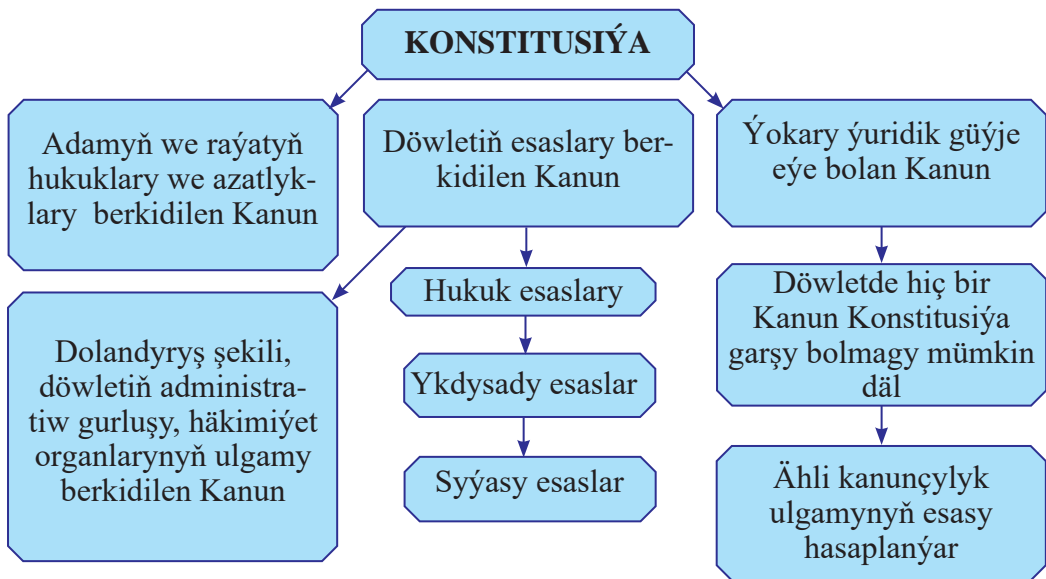 KONSTITUSIÝA
Adamyň we raýatyň
hukuklary we azatlyk-
lary berkidilen Kanun
Döwletiň esaslary ber-
kidilen Kanun
Ýokary ýuridik güýje
eýe bolan Kanun
Dolandyryş şekili,
döwletiň administra-
tiw gurluşy, häkimiýet
organlarynyň ulgamy
berkidilen Kanun
Hukuk esaslary
Ykdysady esaslar
Syýasy esaslar
Döwletde hiç bir
Kanun Konstitusiýa
garşy bolmagy mümkin
däl
Ähli kanunçylyk
ulgamynyň esasy
hasaplanýar